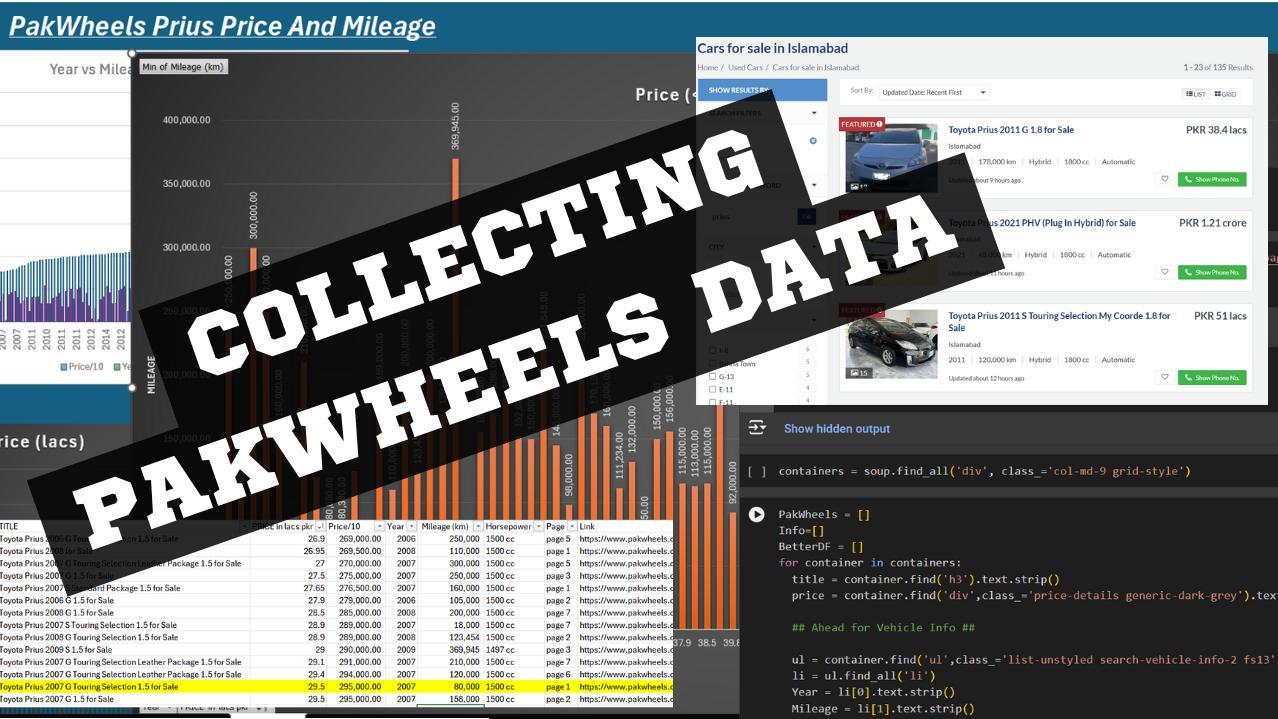 PakWheels Prius Price And Mileage
Year vs Milea
Min of Mileage (km)
Price (<
400,000.00
350,000.00
300,000.00
250,000.00
200,000.00
150,000.00
369,945.00
300,000.00
MILEAGE
98,000.00
111,234.00
132,000.00
150,000.00
156,000.00
115,000.00
113,000.00
115,000.00
92,000.00
37.9 38.5 39.8
2007 2007 2011 2010 2011 2011 2012 2014 2012
Price/10 Ye
rice (lacs)
COLLECTING
PAKWHEELS DATA
Cars for sale in Islamabad
Home / Used Cars / Cars for sale in Islamabad
1 - 23 of 135 Results
SHOW RESULTS BY:
Sort By: Updated Date: Recent First
LIST GRID
SEARCH FILTERS
prius Go
CITY
G-13 5
E-11 4
F-11 4
FEATURED
Toyota Prius 2011 G 1.8 for Sale PKR 38.4 lacs
Islamabad
2011 | 178,000 km | Hybrid | 1800 cc | Automatic
Updated about 9 hours ago
Show Phone No.
Toyota Prius 2021 PHV (Plug In Hybrid) for Sale PKR 1.21 crore
Islamabad
2021 | km | Hybrid | 1800 cc | Automatic
Updated about 11 hours ago
Show Phone No.
Toyota Prius 2011 S Touring Selection My Coorde 1.8 for
Sale
PKR 51 lacs
Islamabad
2011 | 120,000 km | Hybrid | 1800 cc | Automatic
15
Updated about 12 hours ago
Show Phone No.
TITLE PRICE in lacs pkr Price/10 Year Mileage (km) Horsepower Page Link
Toyota Prius 2006 G Touring Selection 1.5 for Sale 26.9 269,000.00 2006 250,000 1500 cc page 5 https://www.pakwheels.c
Toyota Prius 2008 for Sale 26.95 269,500.00 2008 110,000 1500 cc page 1 https://www.pakwheels.c
Toyota Prius 2007 G Touring Selection Leather Package 1.5 for Sale 27 270,000.00 2007 300,000 1500 cc page 5 https://www.pakwheels.c
Toyota Prius 2007 G 1.5 for Sale 27.5 275,000.00 2007 250,000 1500 cc page 3 https://www.pakwheels.c
Toyota Prius 2007 S Standard Package 1.5 for Sale 27.65 276,500.00 2007 160,000 1500 cc page 1 https://www.pakwheels.c
Toyota Prius 2006 G 1.5 for Sale 27.9 279,000.00 2006 105,000 1500 cc page 2 https://www.pakwheels.c
Toyota Prius 2008 G 1.5 for Sale 28.5 285,000.00 2008 200,000 1500 cc page 7 https://www.pakwheels.c
Toyota Prius 2007 S Touring Selection 1.5 for Sale 28.9 289,000.00 2007 18,000 1500 cc page 7 https://www.pakwheels.c
Toyota Prius 2008 G Touring Selection 1.5 for Sale 28.9 289,000.00 2008 123,454 1500 cc page 2 https://www.pakwheels.c
Toyota Prius 2009 S 1.5 for Sale 29 290,000.00 2009 369,945 1497 cc page 3 https://www.pakwheels.c
Toyota Prius 2007 G Touring Selection Leather Package 1.5 for Sale 29.1 291,000.00 2007 210,000 1500 cc page 7 https://www.pakwheels.c
Toyota Prius 2007 G Touring Selection Leather Package 1.5 for Sale 29.4 294,000.00 2007 120,000 1500 cc page 6 https://www.pakwheels.c
Toyota Prius 2007 G Touring Selection 1.5 for Sale 29.5 295,000.00 2007 80,000 1500 cc page 1 https://www.pakwheels.c
Toyota Prius 2007 G 1.5 for Sale 29.5 295,000.00 2007 158,000 1500 cc page 2 https://www.pakwheels.c
Year PRICE in lacs pkr
Show hidden output
[ ] containers = soup.find_all('div', class_='col-md-9 grid-style')
PakWheels = []
Info=[]
BetterDF = []
for container in containers:
title = container.find('h3').text.strip()
price = container.find('div',class_='price-details generic-dark-grey').text
## Ahead for Vehicle Info ##
ul = container.find('ul',class_='list-unstyled search-vehicle-info-2 fs13'
li = ul.find_all('li')
Year = li[0].text.strip()
Mileage = li[1].text.strip()